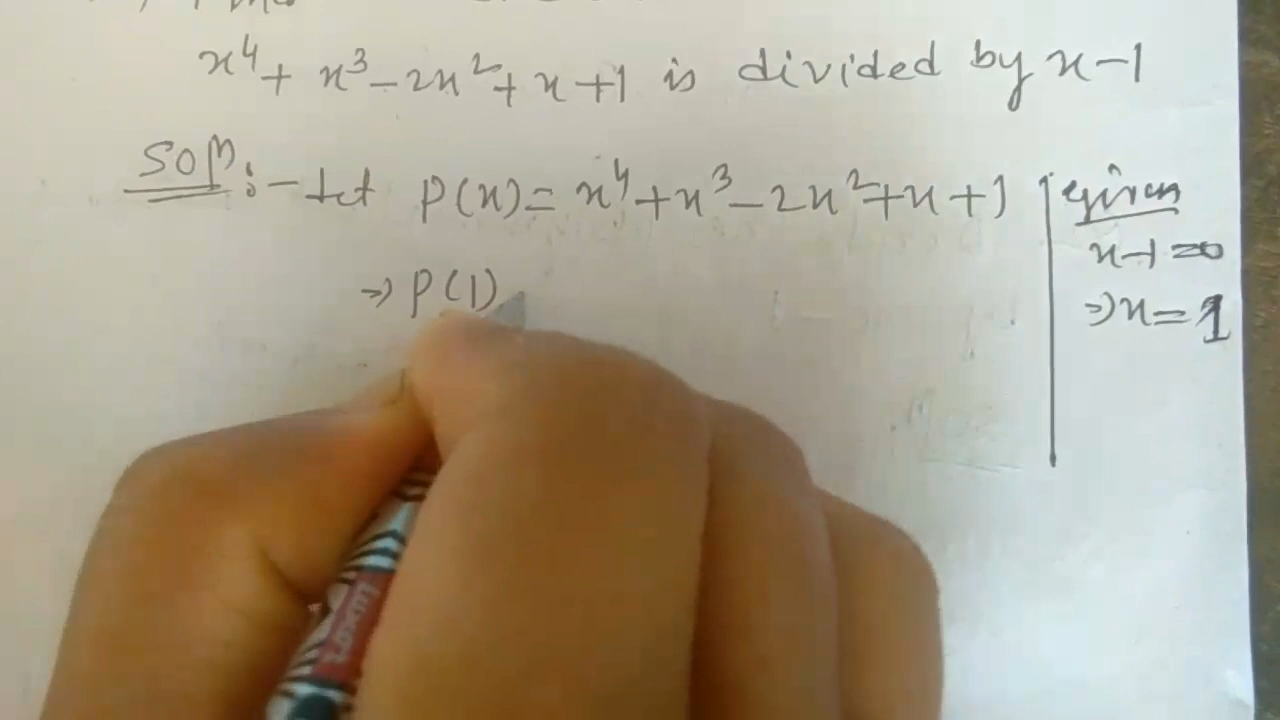 x⁴ + x³ - 2x² + x + 1 is divided by x - 1
Soln :- Let P(x) = x⁴ + x³ - 2x² + x + 1
⇒ P(1)
given
x - 1 = 0
⇒ x = 1